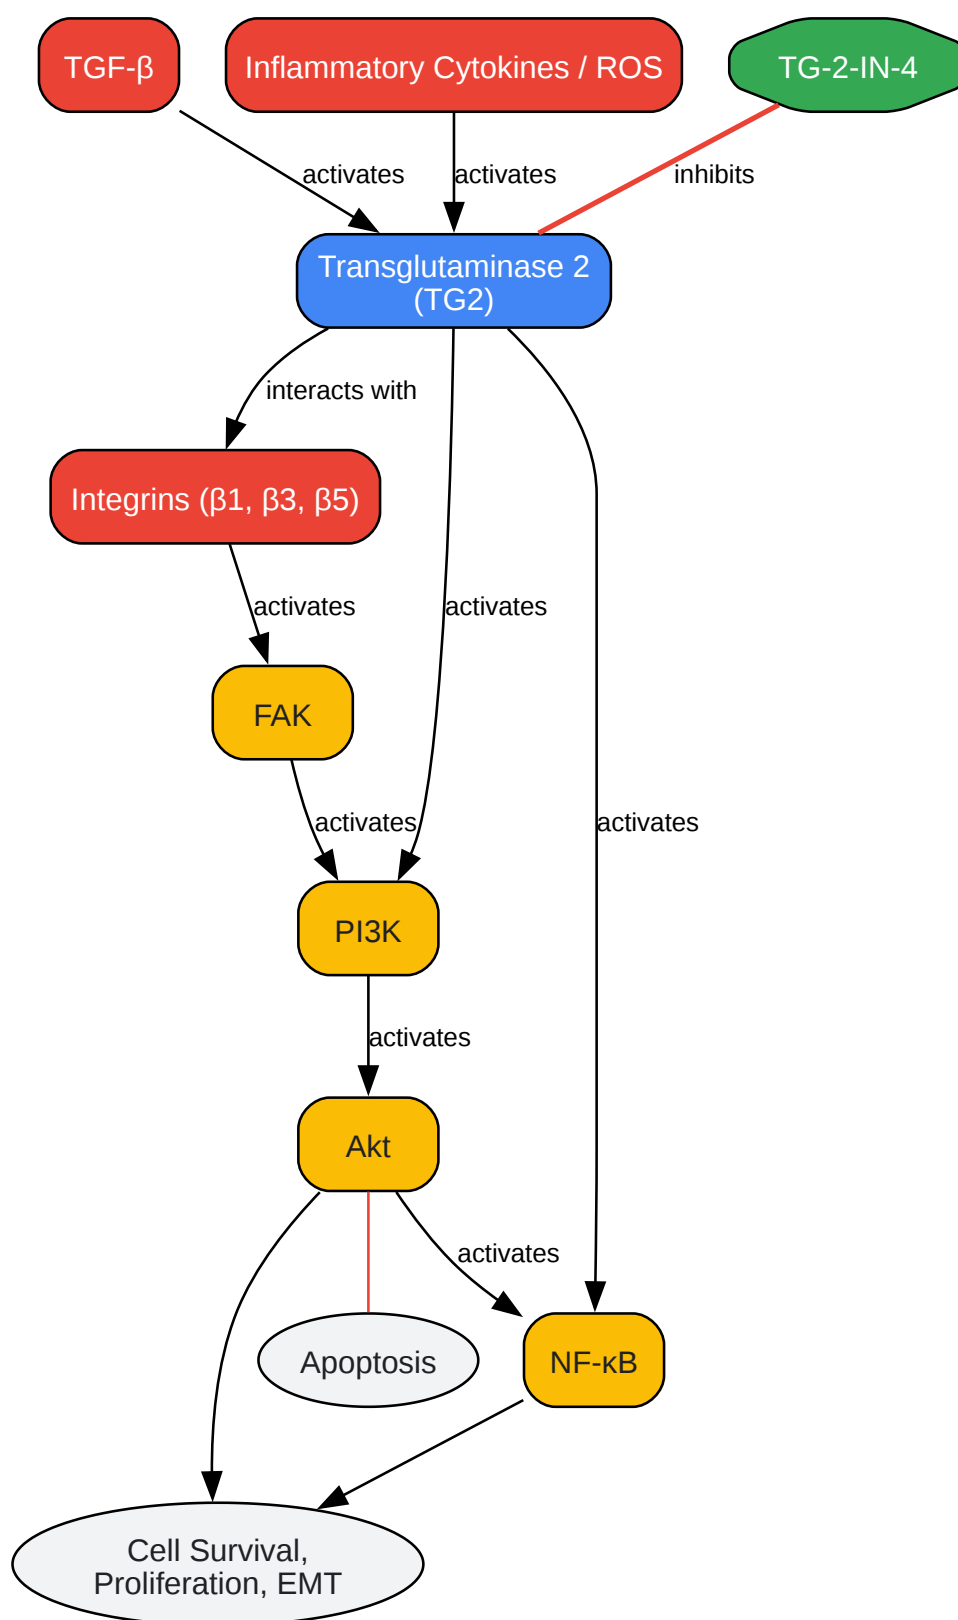 TGF-β
Inflammatory Cytokines / ROS
TG-2-IN-4
activates
activates
inhibits
Transglutaminase 2
(TG2)
interacts with
Integrins (β1, β3, β5)
activates
activates
FAK
activates
activates
PI3K
activates
Akt
activates
Apoptosis
NF-κB
Cell Survival,
Proliferation, EMT